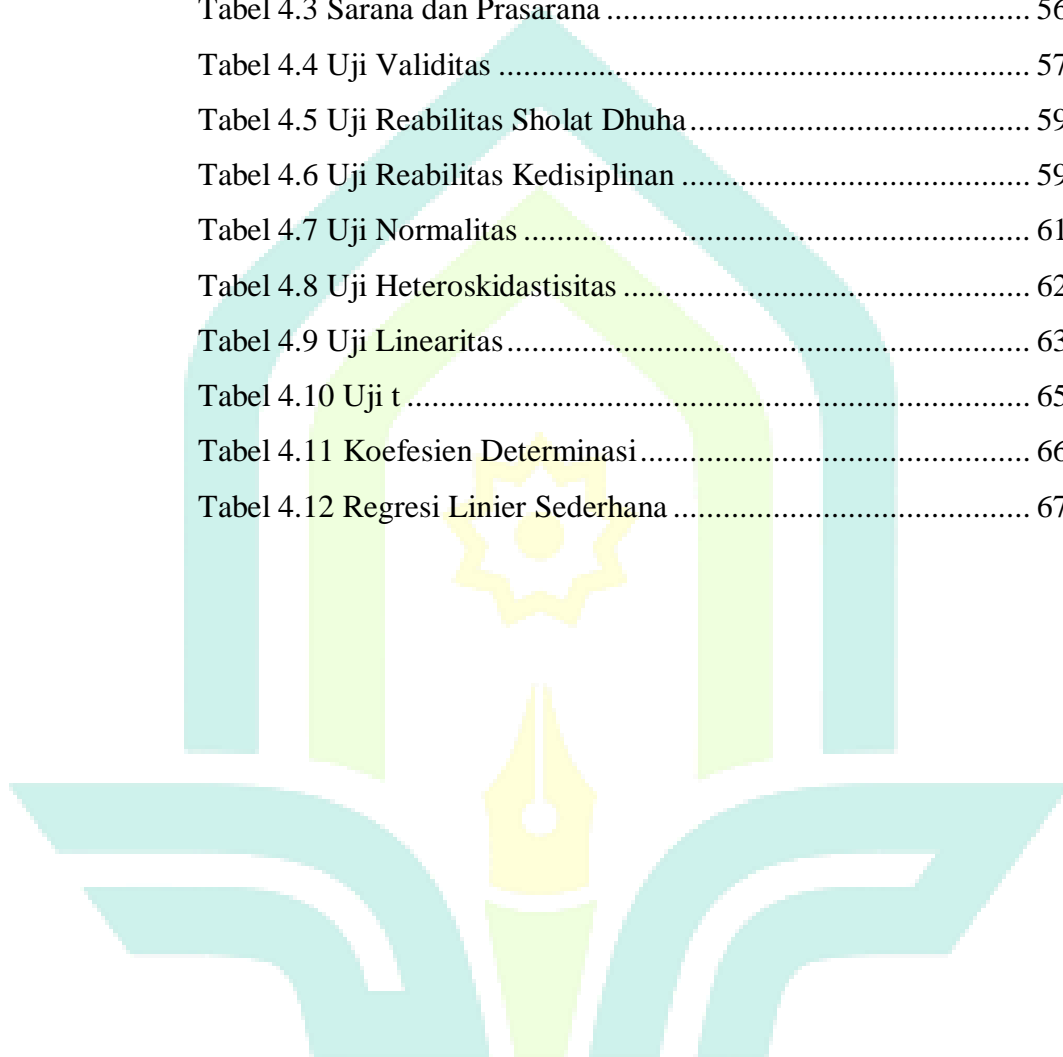 Tabel 4.3 Sarana dan Prasarana ............................................... 56
Tabel 4.4 Uji Validitas ............................................................ 57
Tabel 4.5 Uji Reabilitas Sholat Dhuha ..................................... 59
Tabel 4.6 Uji Reabilitas Kedisiplinan ...................................... 59
Tabel 4.7 Uji Normalitas ......................................................... 61
Tabel 4.8 Uji Heteroskidastisitas ............................................. 62
Tabel 4.9 Uji Linearitas ........................................................... 63
Tabel 4.10 Uji t ....................................................................... 65
Tabel 4.11 Koefesien Determinasi ........................................... 66
Tabel 4.12 Regresi Linier Sederhana ....................................... 67